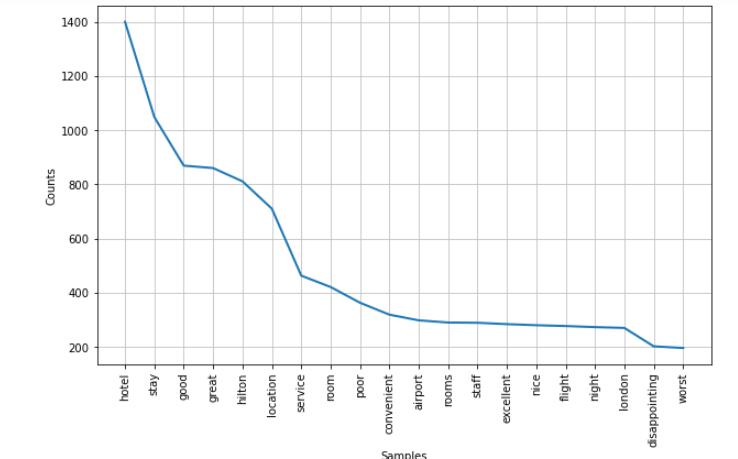 1400
1200
1000
800
600
400
200
Counts
hotel
stay
good
great
hilton
location
service
room
poor
convenient
airport
rooms
staff
excellent
nice
flight
night
london
disappointing
worst
Samples